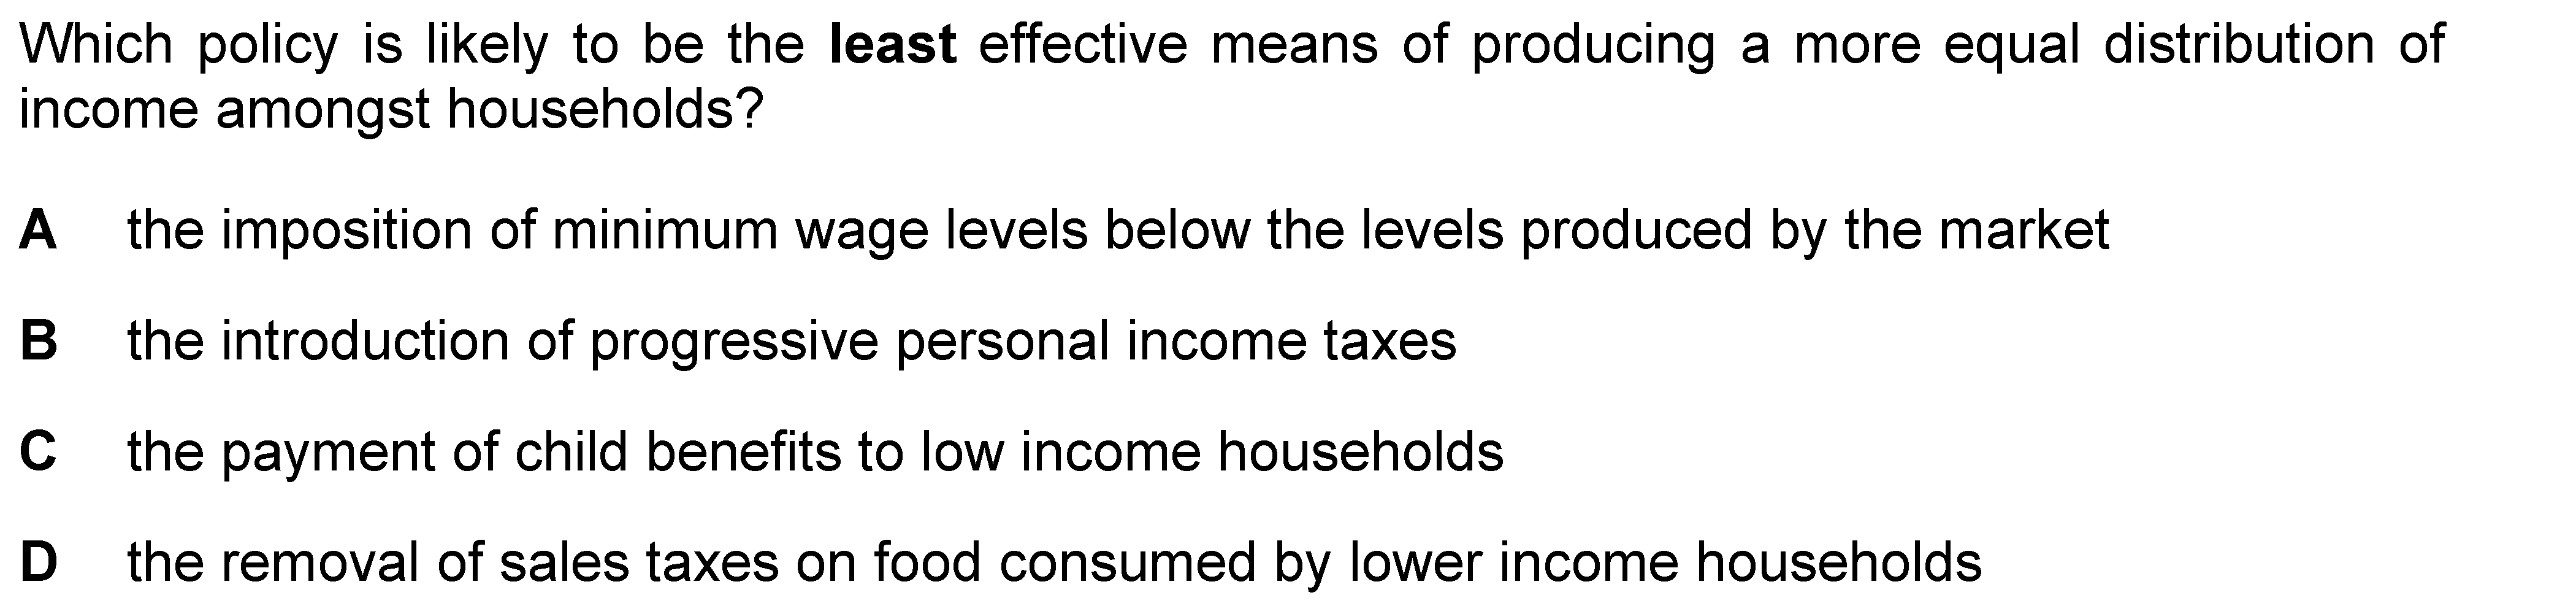 Which policy is likely to be the least effective means of producing a more equal distribution of
income amongst households?
A the imposition of minimum wage levels below the levels produced by the market
B the introduction of progressive personal income taxes
C the payment of child benefits to low income households
D the removal of sales taxes on food consumed by lower income households